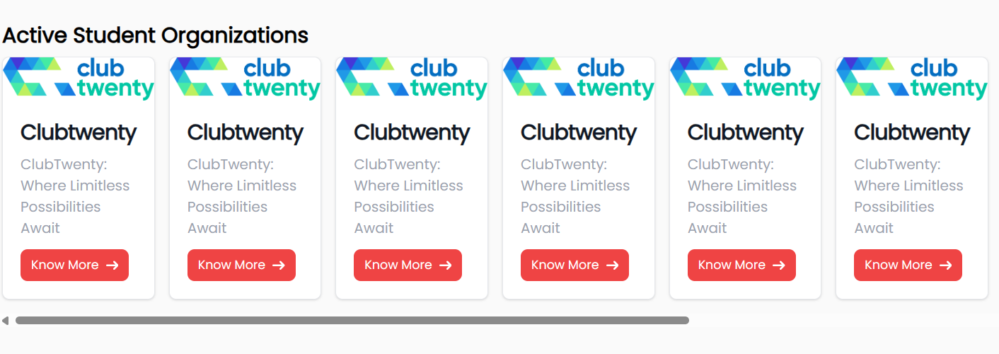 Active Student Organizations
club
twenty
Clubtwenty
ClubTwenty:
Where Limitless
Possibilities
Await
Know More
club
twenty
Clubtwenty
ClubTwenty:
Where Limitless
Possibilities
Await
Know More
club
twenty
Clubtwenty
ClubTwenty:
Where Limitless
Possibilities
Await
Know More
club
twenty
Clubtwenty
ClubTwenty:
Where Limitless
Possibilities
Await
Know More
club
twenty
Clubtwenty
ClubTwenty:
Where Limitless
Possibilities
Await
Know More
club
twenty
Clubtwenty
ClubTwenty:
Where Limitless
Possibilities
Await
Know More